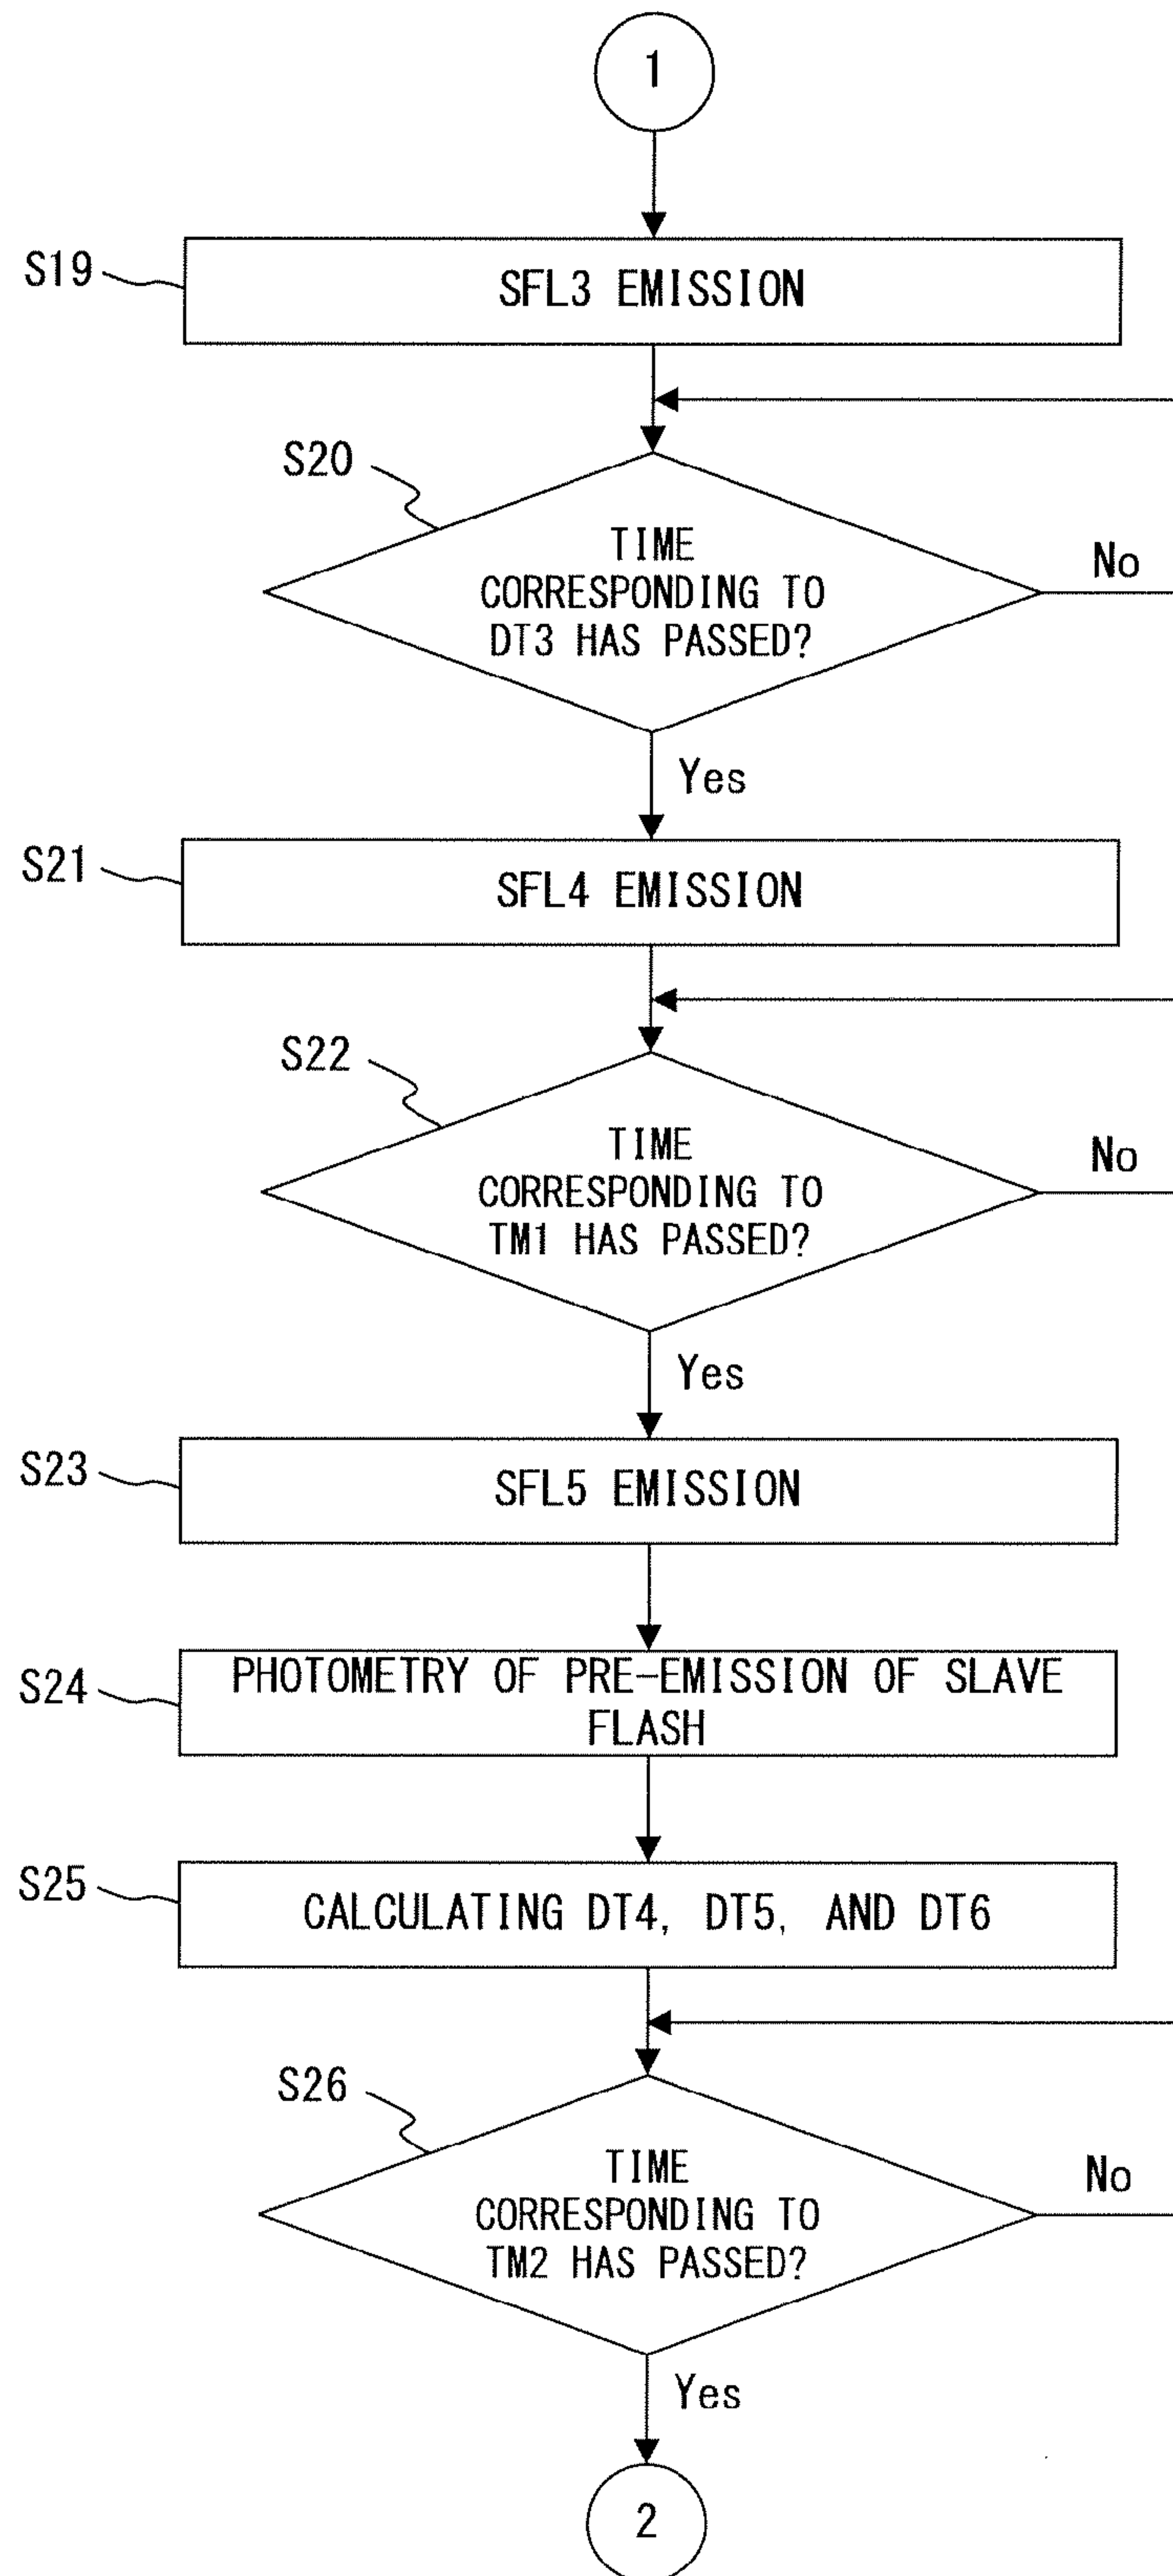 1
S19
SFL3 EMISSION
S20
TIME
CORRESPONDING TO
DT3 HAS PASSED?
No
Yes
S21
SFL4 EMISSION
S22
TIME
CORRESPONDING TO
TM1 HAS PASSED?
No
Yes
S23
SFL5 EMISSION
S24
PHOTOMETRY OF PRE-EMISSION OF SLAVE
FLASH
S25
CALCULATING DT4, DT5, AND DT6
S26
TIME
CORRESPONDING TO
TM2 HAS PASSED?
No
Yes
2